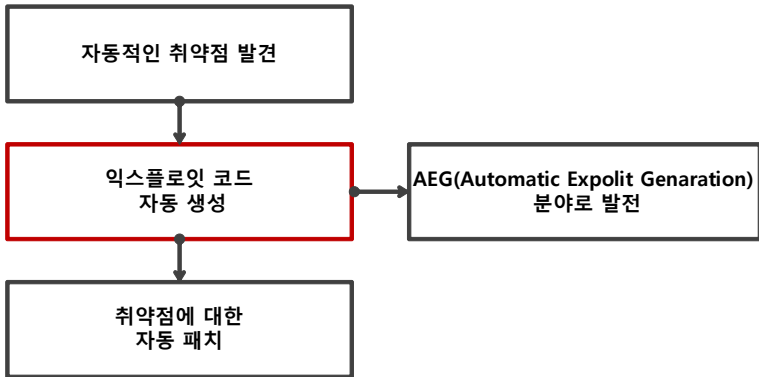 자동적인 취약점 발견
익스플로잇 코드
자동 생성
AEG(Automatic Expolit Genaration)
분야로 발전
취약점에 대한
자동 패치